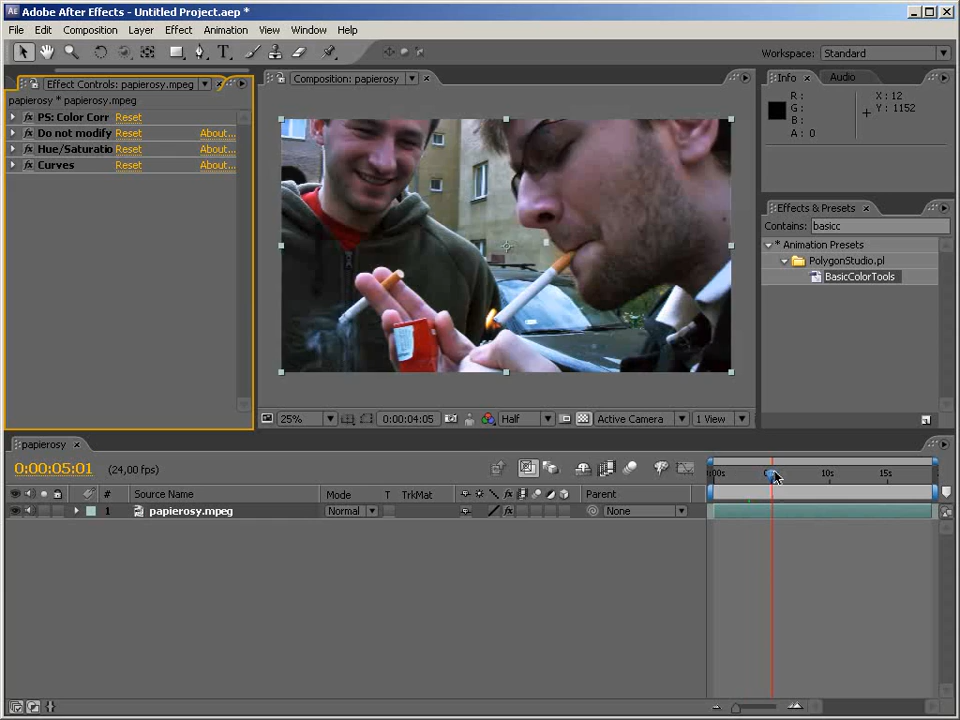 Adobe After Effects - Untitled Project.aep *
File Edit Composition Layer Effect Animation View Window Help
Workspace: Standard
Effect Controls: papierosy.mpeg
papierosy * papierosy.mpeg
PS: Color Corr Reset
Do not modify Reset About...
Hue/Saturatio Reset About...
Curves Reset About...
Composition: papierosy
Info Audio
R: X: 12
G: Y: 1152
B:
A: 0
Effects & Presets
Contains: basicc
* Animation Presets
PolygonStudio.pl
BasicColorTools
25% 0:00:04:05 Half Active Camera 1 View
papierosy
0:00:05:01 (24,00 fps)
10s 15s
# Source Name Mode T TrkMat Parent
1 papierosy.mpeg Normal None